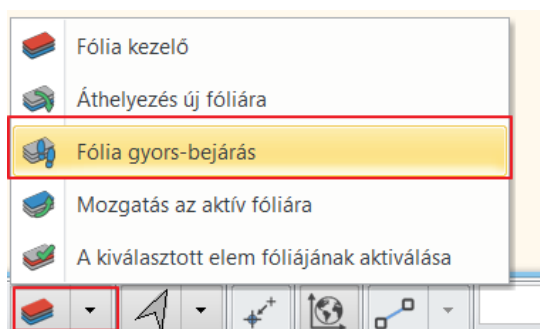 Fólia kezelő
Áthelyezés új fóliára
Fólia gyors-bejárás
Mozgatás az aktív fóliára
A kiválasztott elem fóliájának aktiválása